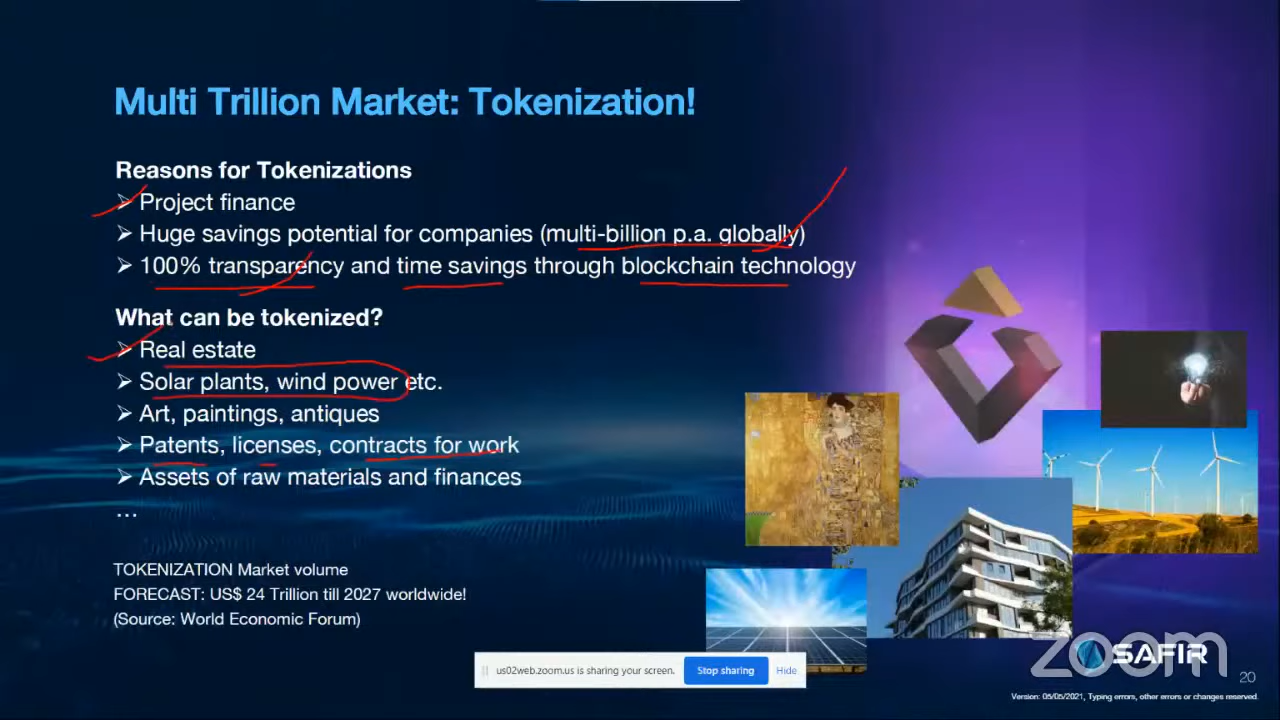 Multi Trillion Market: Tokenization!
Reasons for Tokenizations
➢ Project finance
➢ Huge savings potential for companies (multi-billion p.a. globally)
➢ 100% transparency and time savings through blockchain technology
What can be tokenized?
➢ Real estate
➢ Solar plants, wind power etc.
➢ Art, paintings, antiques
➢ Patents, licenses, contracts for work
➢ Assets of raw materials and finances
...
TOKENIZATION Market volume
FORECAST: US$ 24 Trillion till 2027 worldwide!
(Source: World Economic Forum)
us02web.zoom.us is sharing your screen. Stop sharing Hide
zoom SAFIR
20
Version: 05/05/2021, Typing errors, other errors or changes reserved.